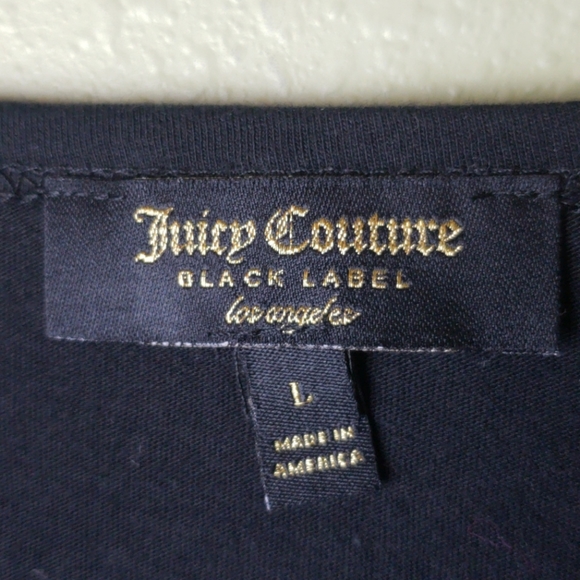 Juicy Couture
BLACK LABEL
los angeles
L
MADE IN
AMERICA